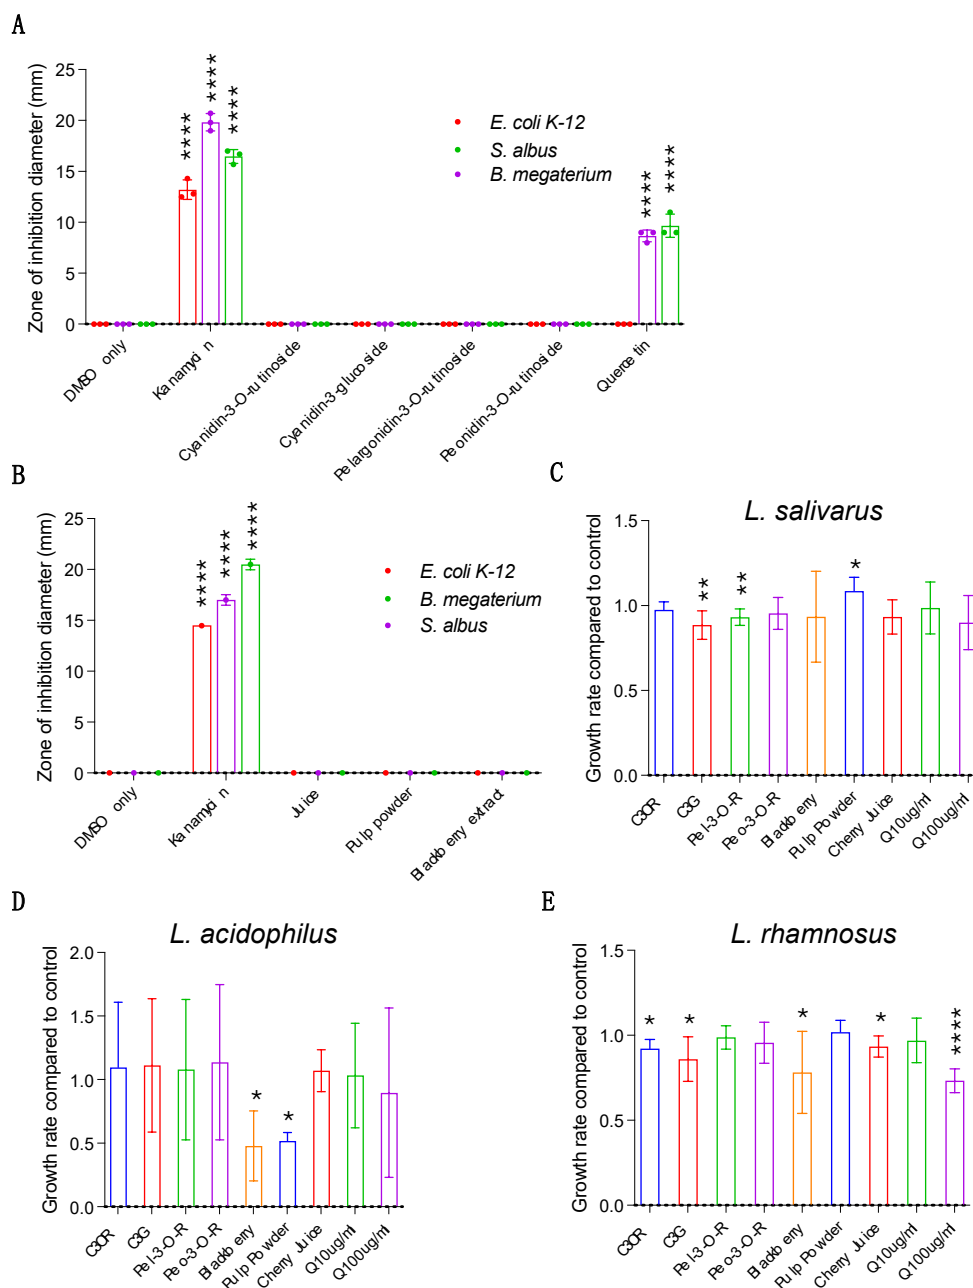 A
Zone of inhibition diameter (mm)
25
20
15
10
5
0
****
****
****
****
****
E. coli K-12
S. albus
B. megaterium
DMSO only
Kanamycin
Cyanidin-3-O-rutinoside
Cyanidin-3-glucoside
Pelargonidin-3-O-rutinoside
Peonidin-3-O-rutinoside
Quercetin
B
Zone of inhibition diameter (mm)
25
20
15
10
5
0
****
****
****
E. coli K-12
B. megaterium
S. albus
DMSO only
Kanamycin
Juice
Pulp powder
Blackberry extract
C
L. salivarus
Growth rate compared to control
1.5
1.0
0.5
0.0
**
**
*
C3OR
C3G
Pel-3-O-R
Peo-3-O-R
Blackberry
Pulp Powder
Cherry Juice
Q10ug/ml
Q100ug/ml
D
L. acidophilus
Growth rate compared to control
2.0
1.5
1.0
0.5
0.0
*
*
C3OR
C3G
Pel-3-O-R
Peo-3-O-R
Blackberry
Pulp Powder
Cherry Juice
Q10ug/ml
Q100ug/ml
E
L. rhamnosus
Growth rate compared to control
1.5
1.0
0.5
0.0
*
*
*
*
****
C3OR
C3G
Pel-3-O-R
Peo-3-O-R
Blackberry
Pulp Powder
Cherry Juice
Q10ug/ml
Q100ug/ml